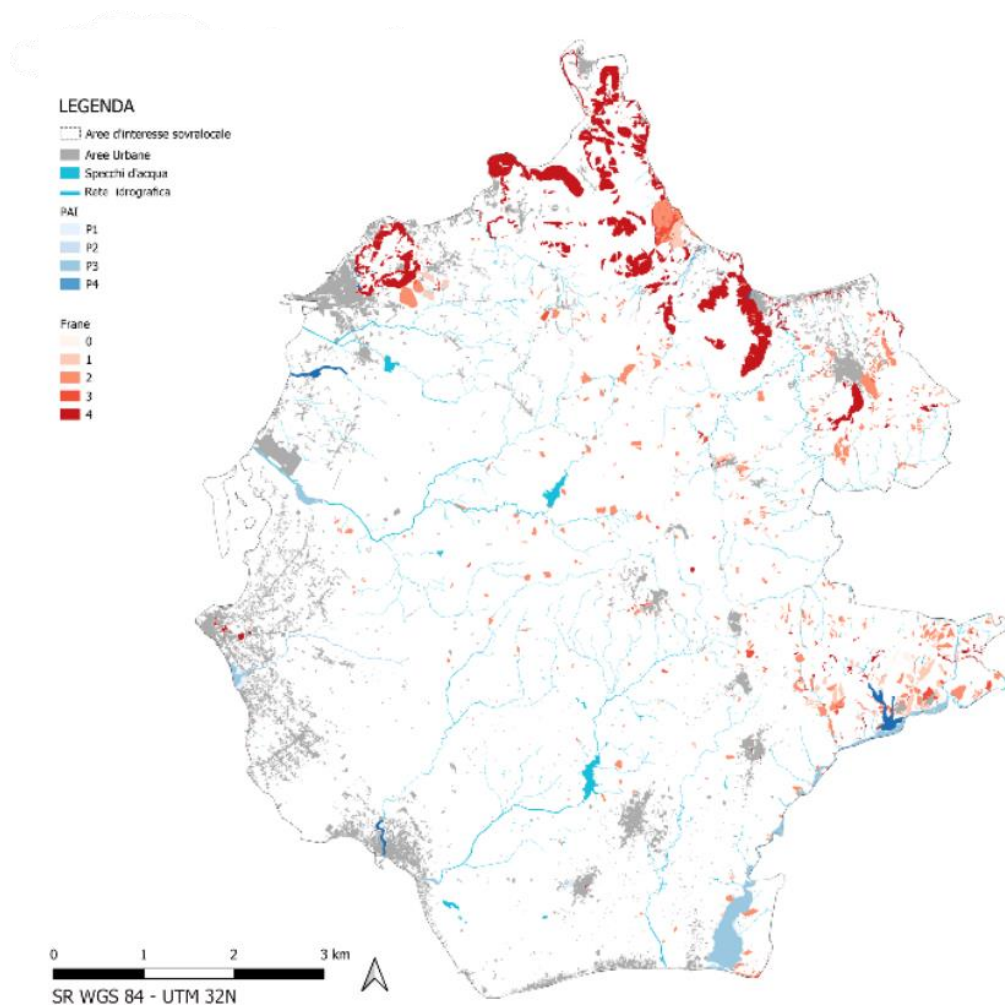 LEGENDA
Aree d'interesse sovralocale
Aree Urbane
Specchi d'acqua
Rete idrografica
PAI
P1
P2
P3
P4
Frane
0
1
2
3
4
0 1 2 3 km
SR WGS 84 - UTM 32N